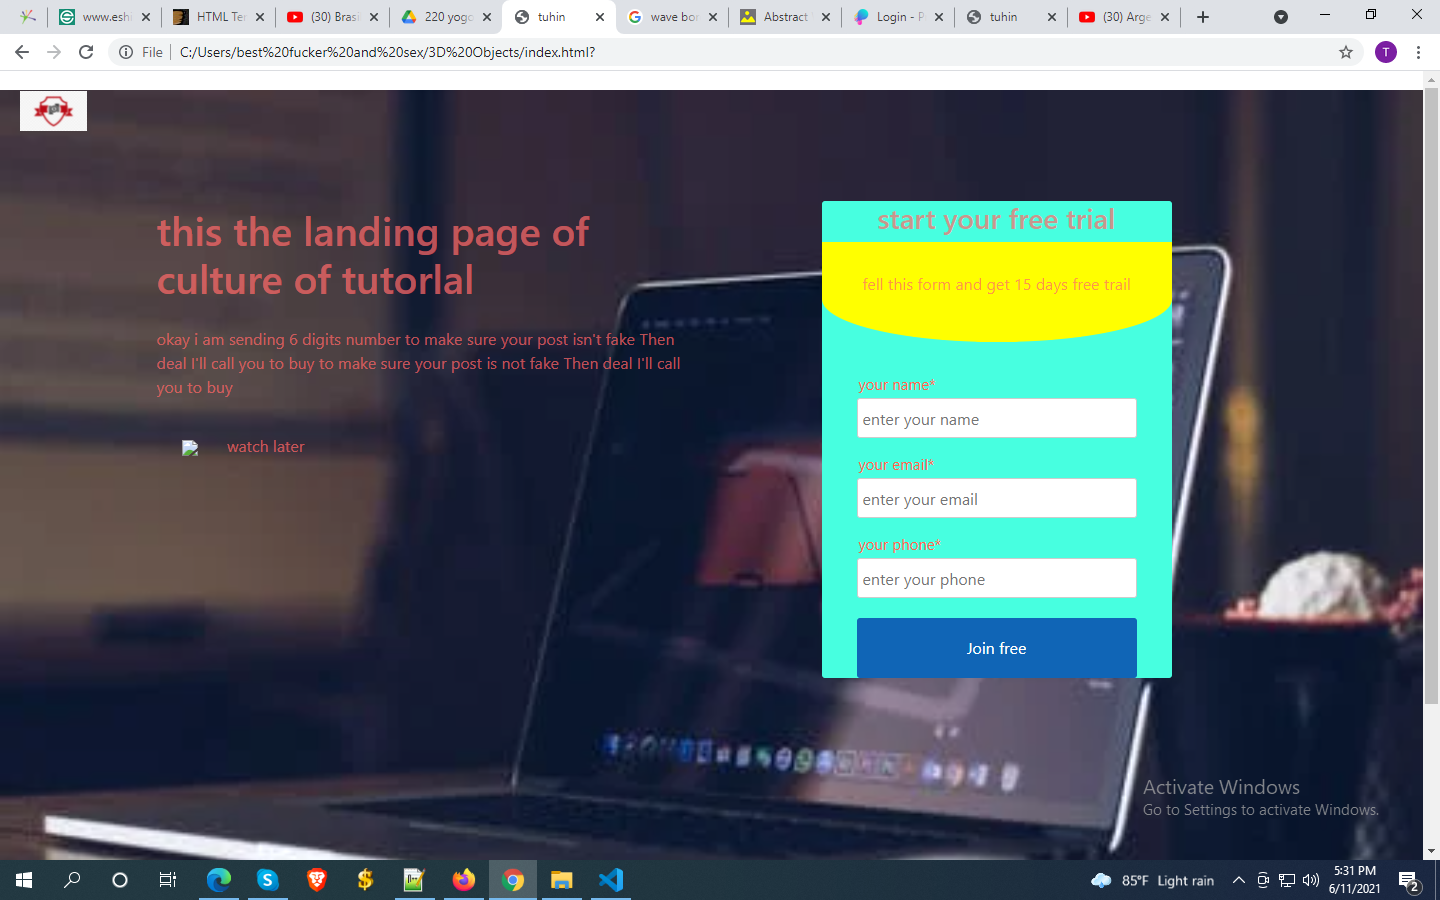 www.eshi
HTML Ter
(30) Brasi
220 yogo
tuhin
wave bor
Abstract
Login - P
tuhin
(30) Arge
File
C:/Users/best%20fucker%20and%20sex/3D%20Objects/index.html?
T
this the landing page of
culture of tutorlal
okay i am sending 6 digits number to make sure your post isn't fake Then
deal I'll call you to buy to make sure your post is not fake Then deal I'll call
you to buy
watch later
start your free trial
fell this form and get 15 days free trail
your name*
enter your name
your email*
enter your email
your phone*
enter your phone
Join free
Activate Windows
Go to Settings to activate Windows.
85°F Light rain
5:31 PM
6/11/2021
2